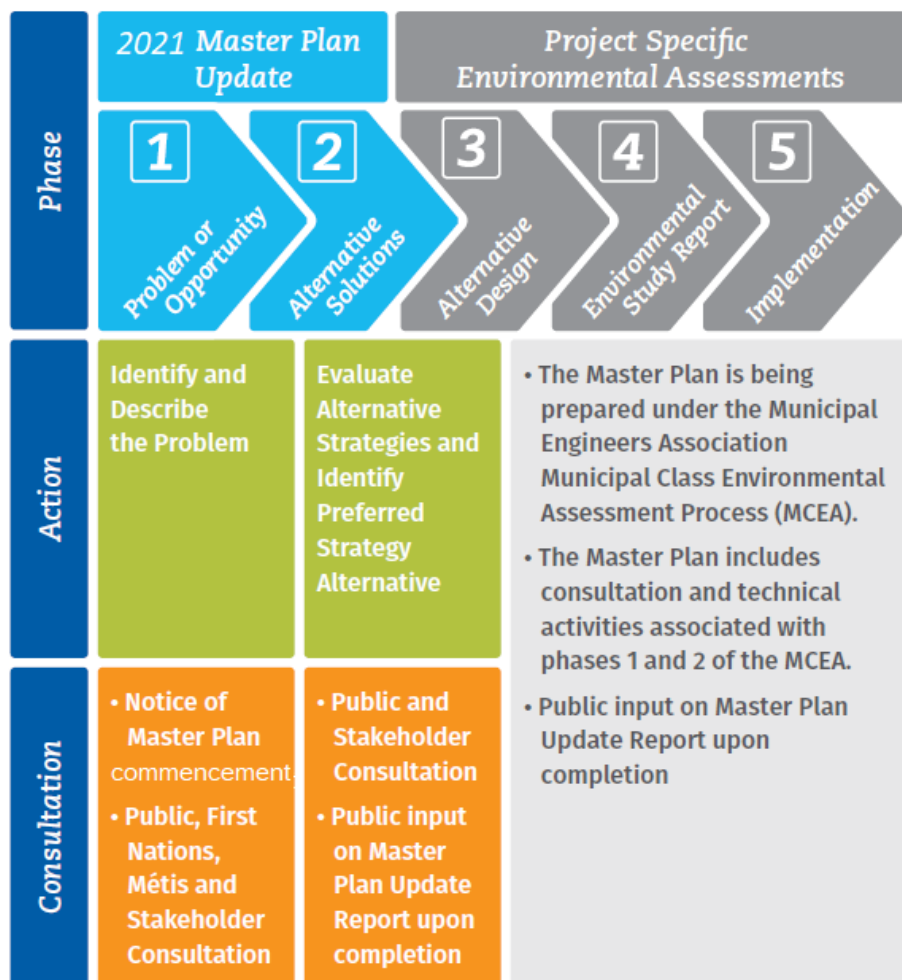 Phase
2021 Master Plan
Update
Project Specific
Environmental Assessments
1
Problem or
Opportunity
2
Alternative
Solutions
3
Alternative
Design
4
Environmental
Study Report
5
Implementation
Action
Identify and
Describe
the Problem
Evaluate
Alternative
Strategies and
Identify
Preferred
Strategy
Alternative
• The Master Plan is being
prepared under the Municipal
Engineers Association
Municipal Class Environmental
Assessment Process (MCEA).
• The Master Plan includes
consultation and technical
activities associated with
phases 1 and 2 of the MCEA.
• Public input on Master Plan
Update Report upon
completion
Consultation
• Notice of
Master Plan
commencement
• Public, First
Nations,
Métis and
Stakeholder
Consultation
• Public and
Stakeholder
Consultation
• Public input
on Master
Plan Update
Report upon
completion